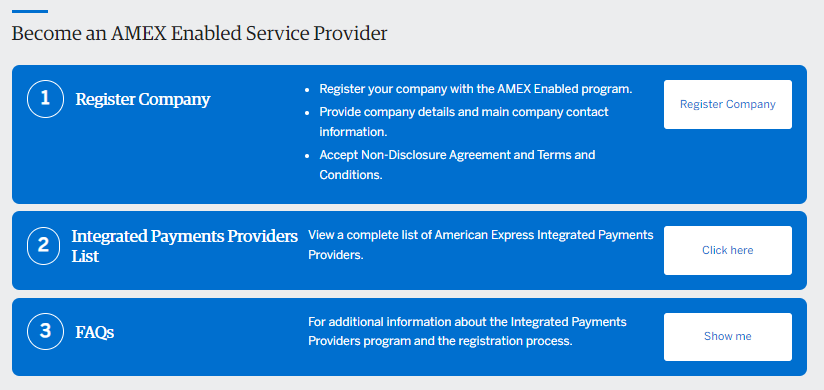 Become an AMEX Enabled Service Provider
1
Register Company
• Register your company with the AMEX Enabled program.
• Provide company details and main company contact
information.
• Accept Non-Disclosure Agreement and Terms and
Conditions.
Register Company
2
Integrated Payments Providers
List
View a complete list of American Express Integrated Payments
Providers.
Click here
3
FAQs
For additional information about the Integrated Payments
Providers program and the registration process.
Show me